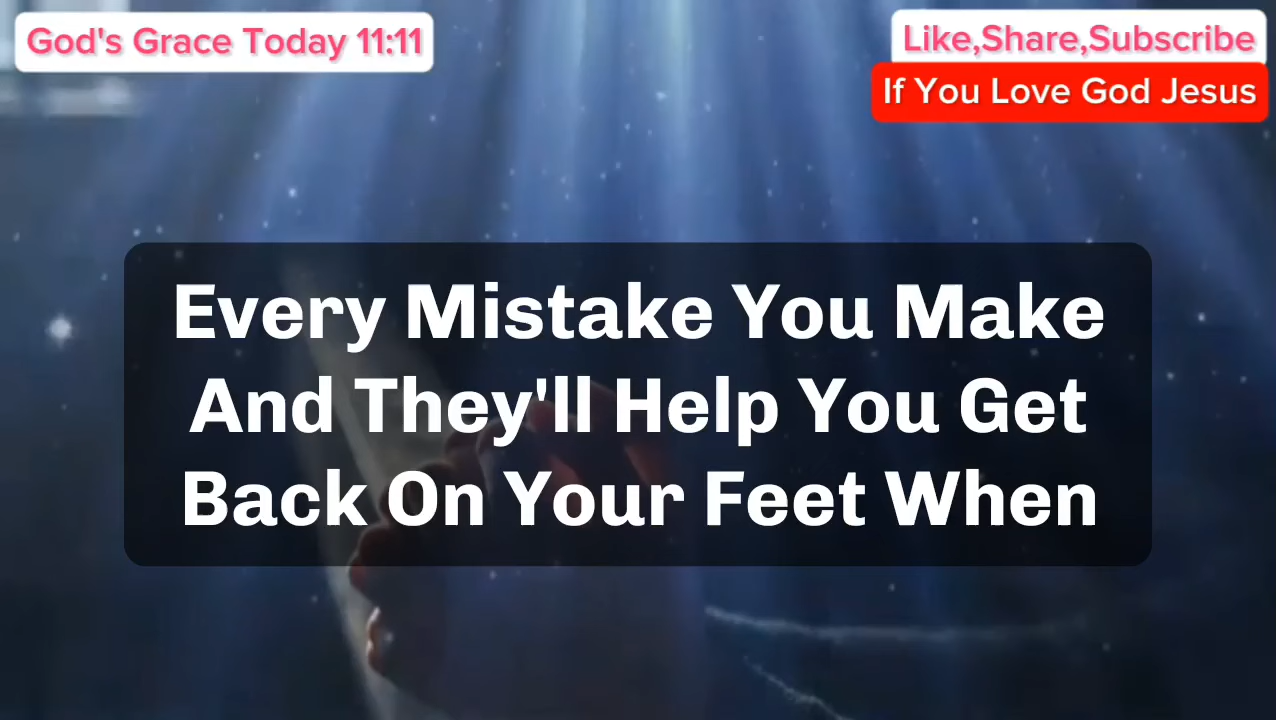 God's Grace Today 11:11
Like,Share,Subscribe
If You Love God Jesus
Every Mistake You Make
And They'll Help You Get
Back On Your Feet When